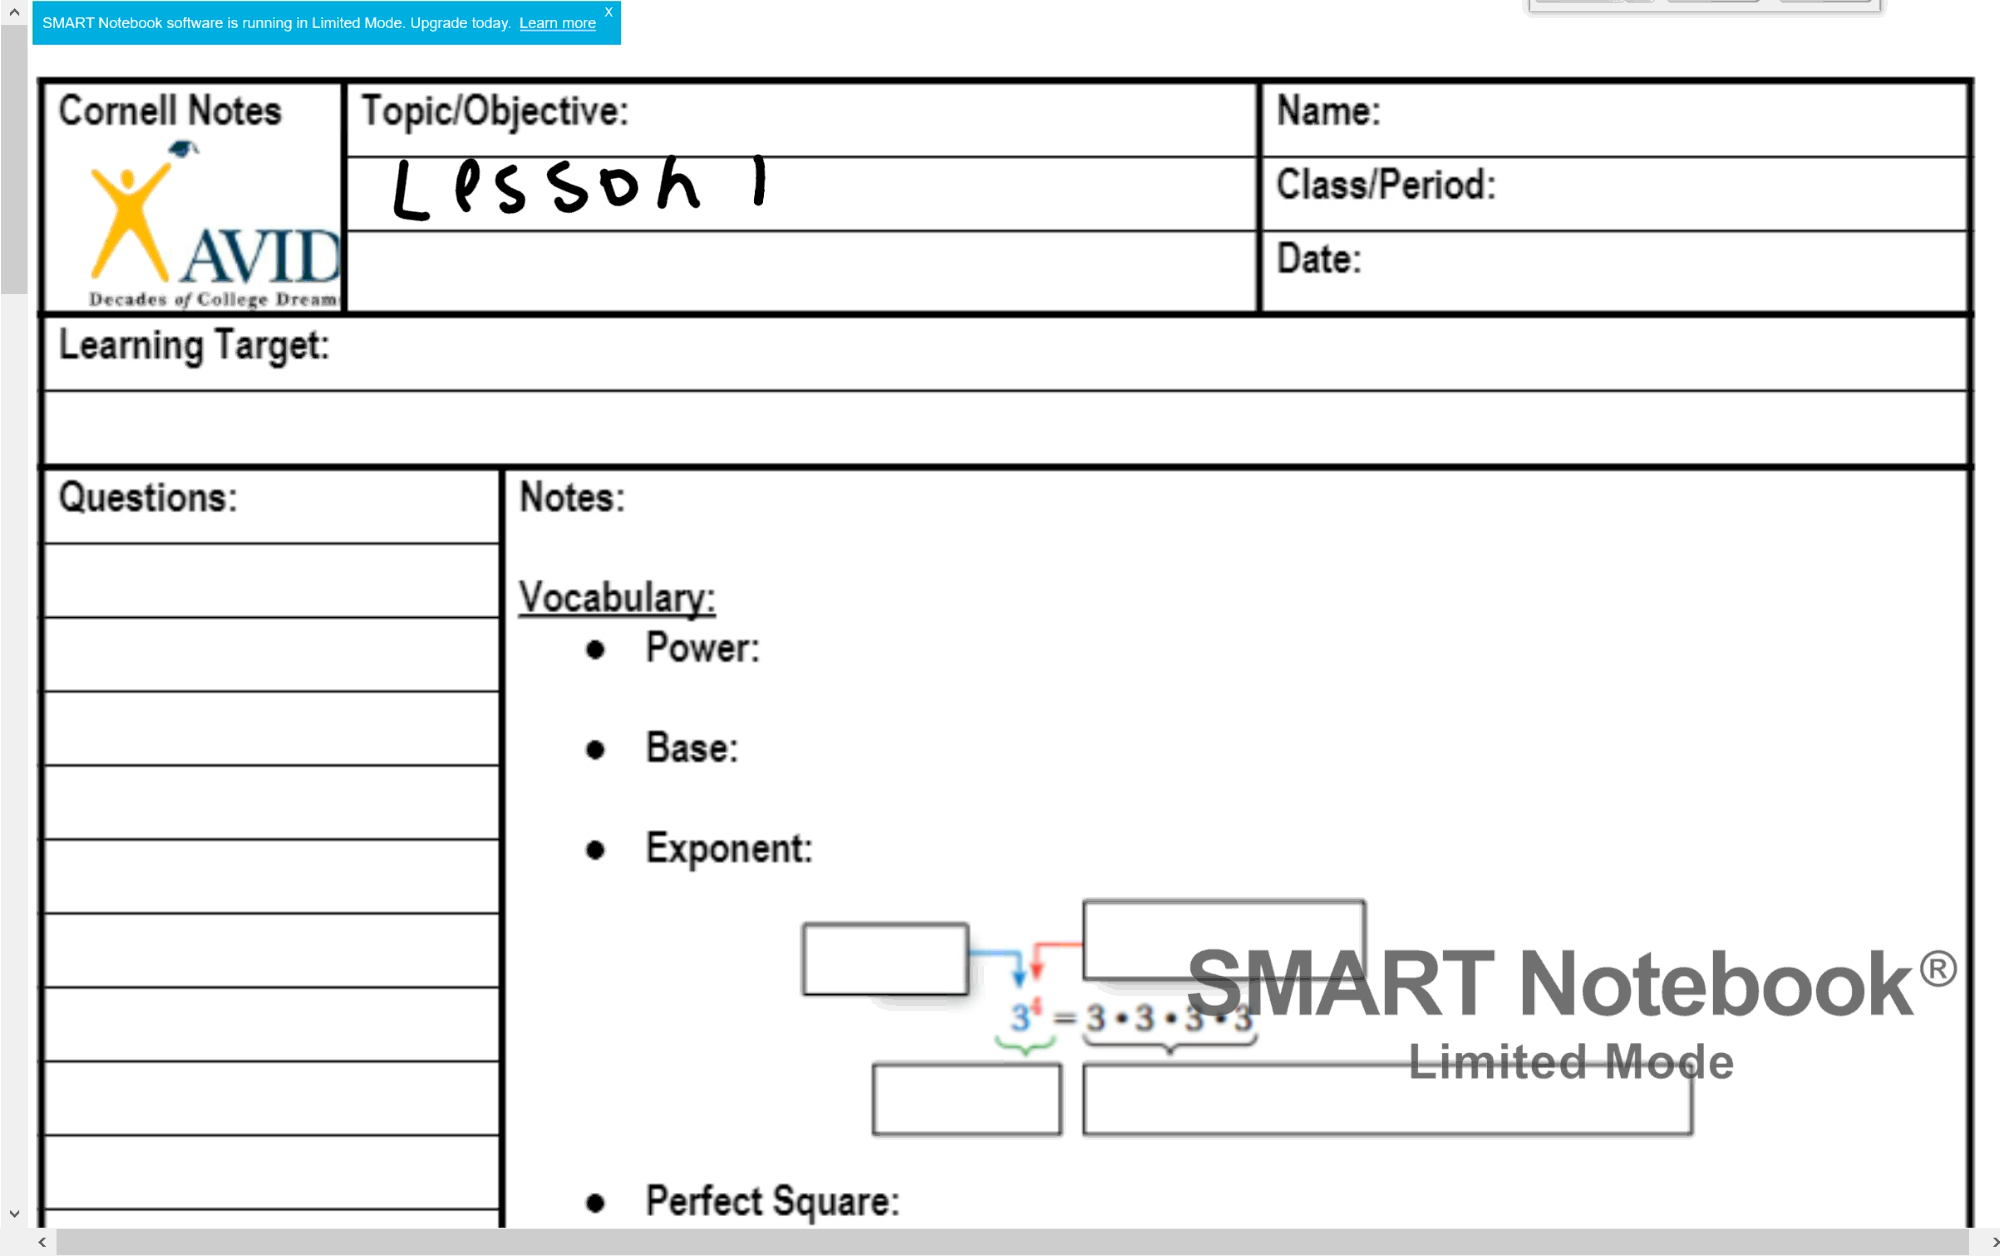 SMART Notebook software is running in Limited Mode. Upgrade today. Learn more X
Cornell Notes
AVID
Decades of College Dream
Topic/Objective:
Lesson 1
Name:
Class/Period:
Date:
Learning Target:
Questions:
Notes:
Vocabulary:
• Power:
• Base:
• Exponent:
3⁴ = 3 • 3 • 3 • 3
SMART Notebook®
Limited Mode
• Perfect Square: